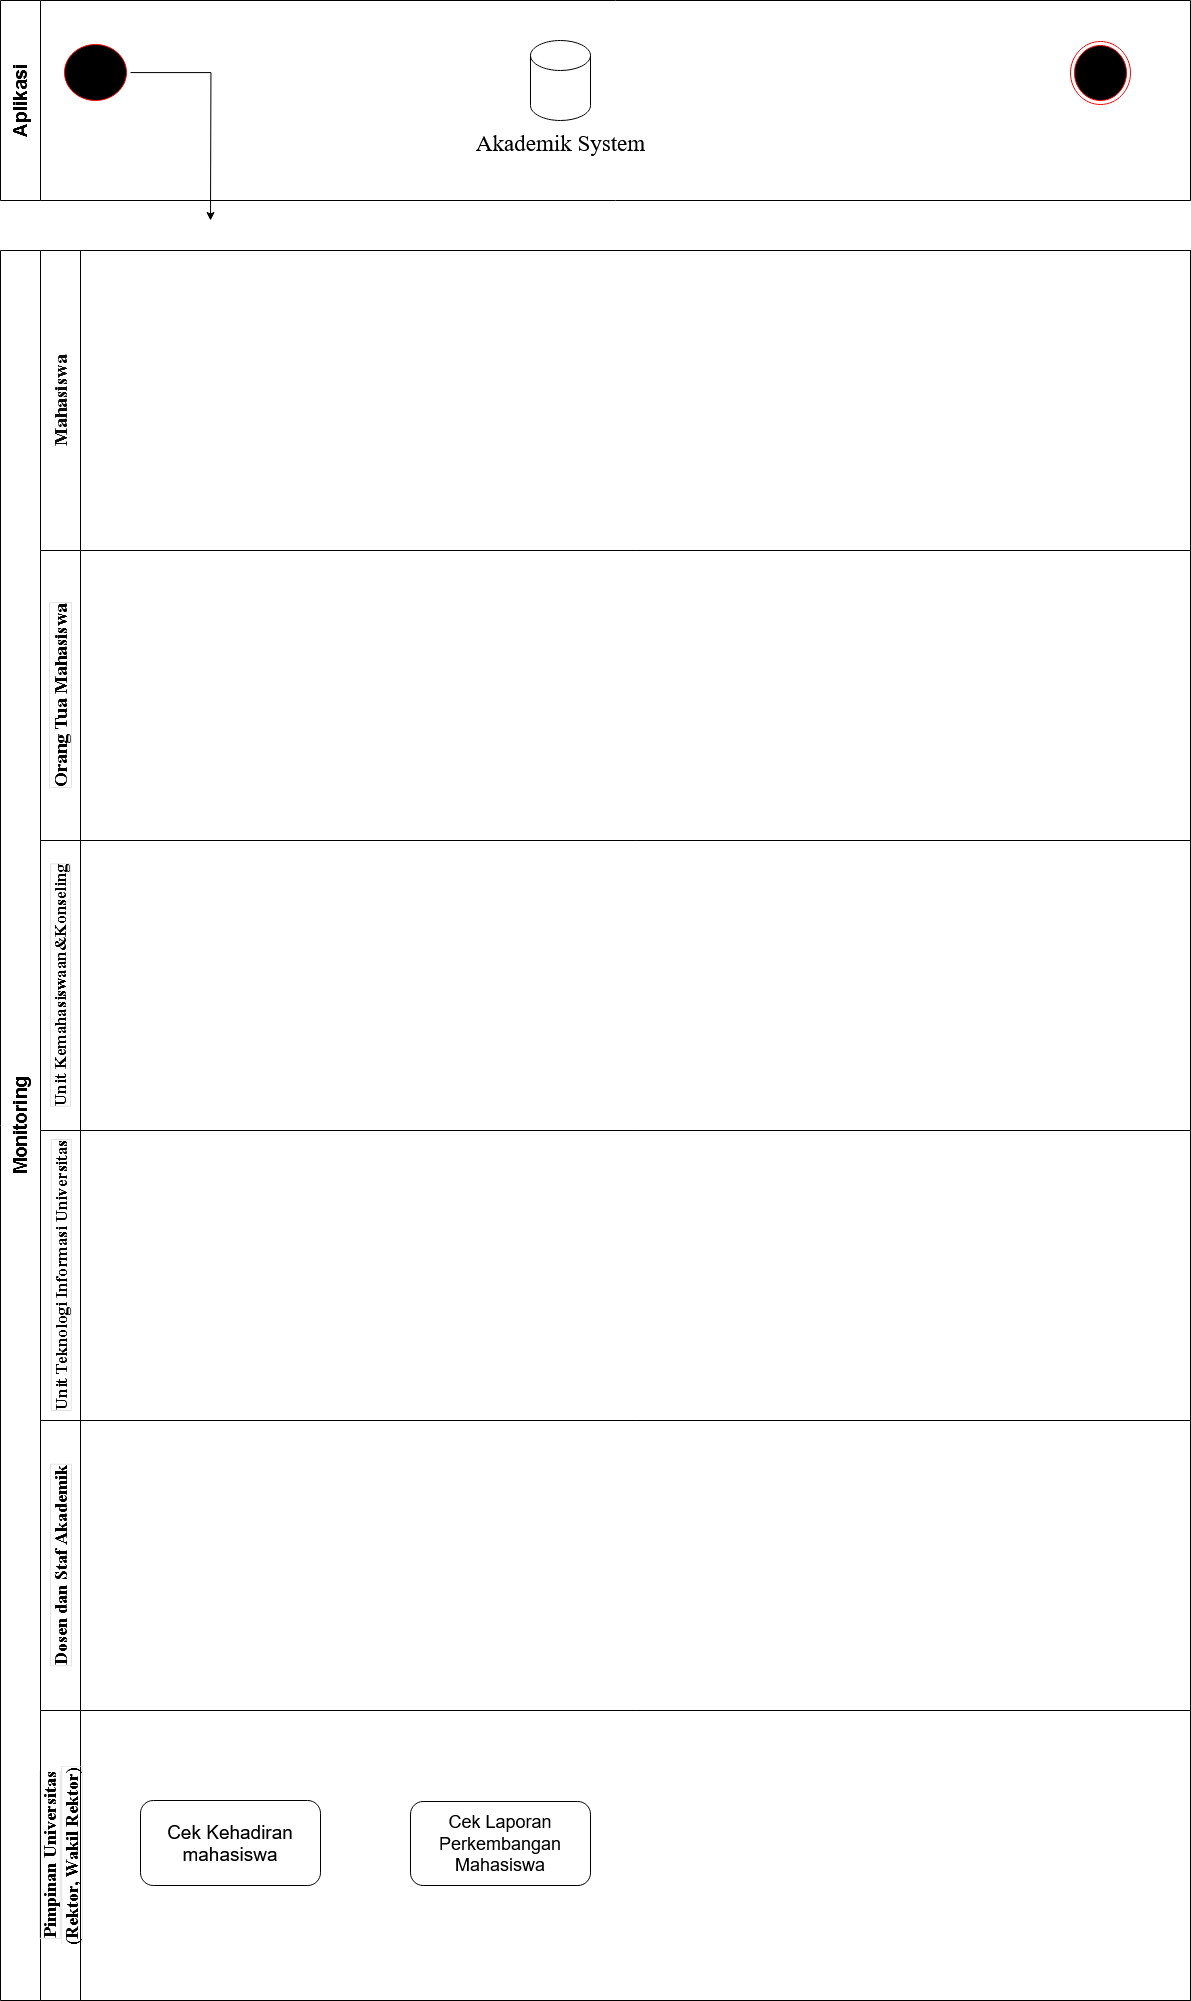 Aplikasi
Akademik System
Monitoring
Mahasiswa
Orang Tua Mahasiswa
Unit Kemahasiswaan&Konseling
Unit Teknologi Informasi Universitas
Dosen dan Staf Akademik
Pimpinan Universitas
(Rektor, Wakil Rektor)
Cek Kehadiran
mahasiswa
Cek Laporan
Perkembangan
Mahasiswa